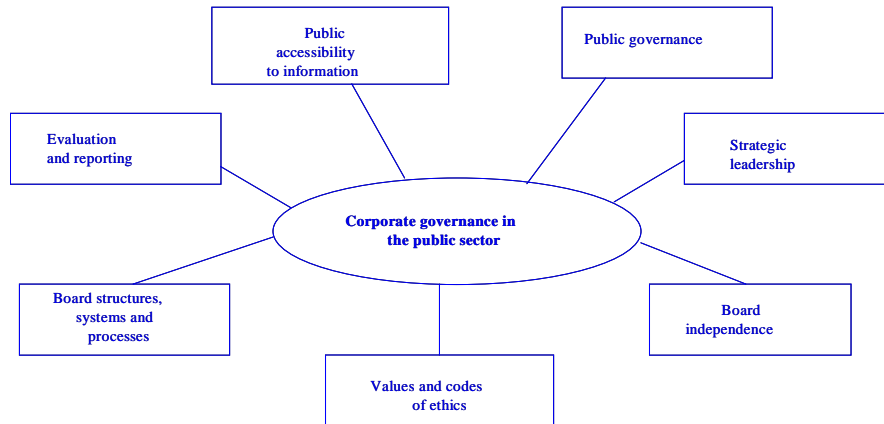 Public
accessibility
to information
Public governance
Evaluation
and reporting
Strategic
leadership
Corporate governance in
the public sector
Board structures,
systems and
processes
Board
independence
Values and codes
of ethics